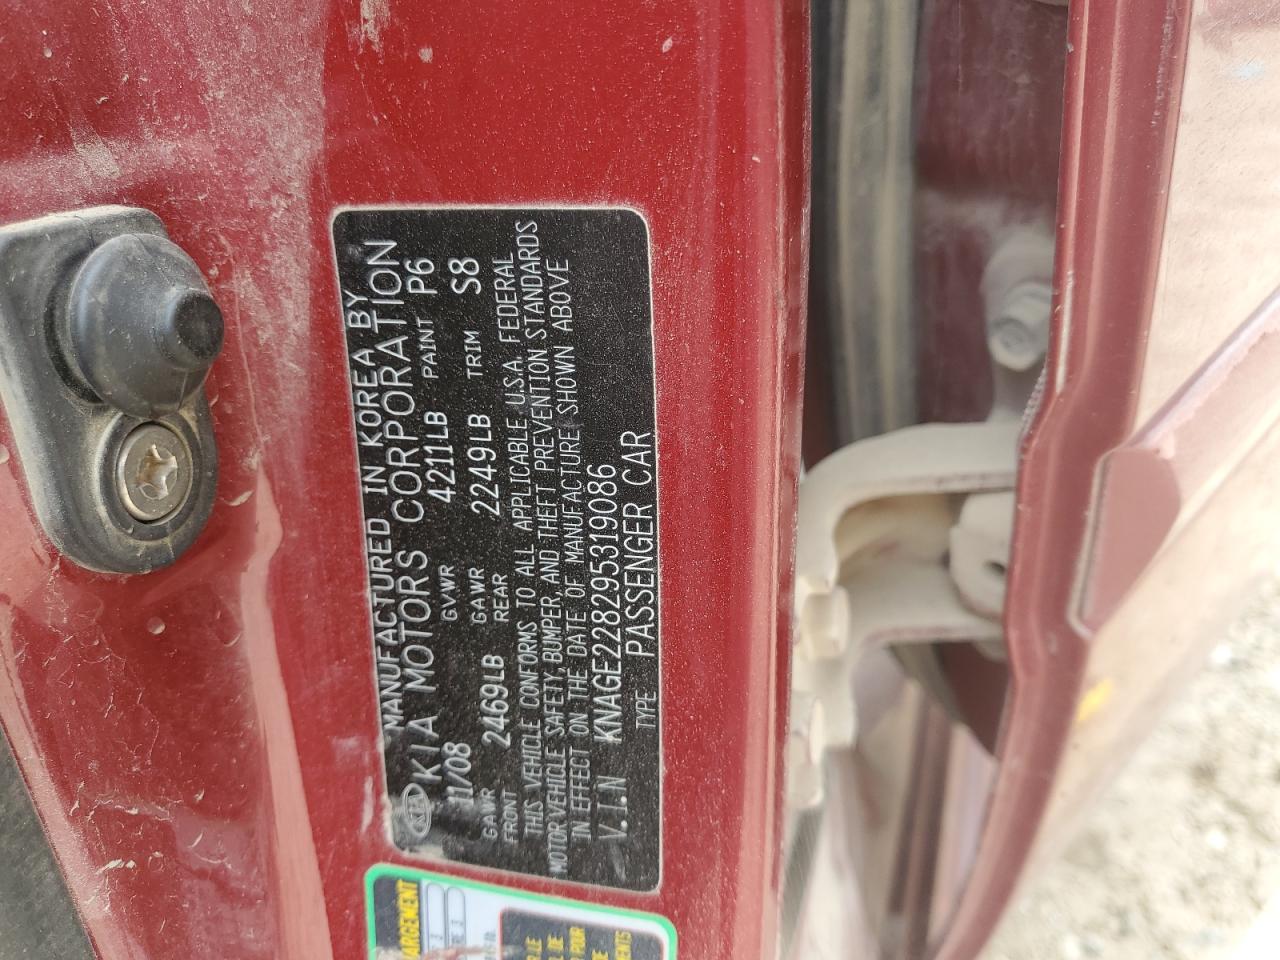 MANUFACTURED IN KOREA BY
KIA KIA MOTORS CORPORATION
11/08 GVWR 4211LB PAINT P6
GAWR FRONT 2469LB GAWR REAR 2249LB TRIM S8
THIS VEHICLE CONFORMS TO ALL APPLICABLE U.S.A. FEDERAL
MOTOR VEHICLE SAFETY, BUMPER, AND THEFT PREVENTION STANDARDS
IN EFFECT ON THE DATE OF MANUFACTURE SHOWN ABOVE
V.I.N KNAGE228295319086
TYPE PASSENGER CAR